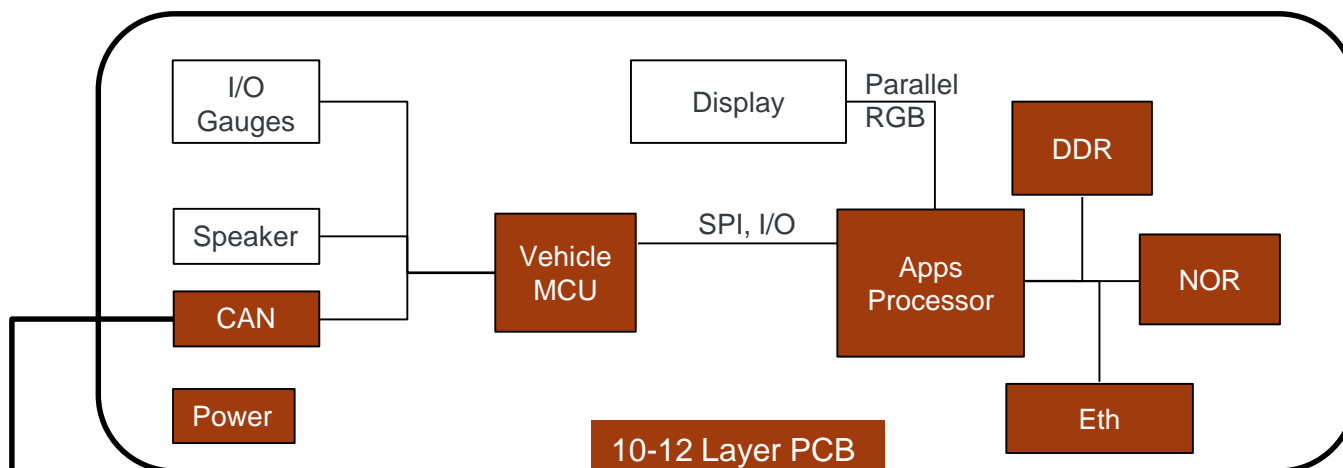 I/O
Gauges
Display
Parallel
RGB
DDR
Speaker
Vehicle
MCU
SPI, I/O
Apps
Processor
NOR
CAN
Power
Eth
10-12 Layer PCB